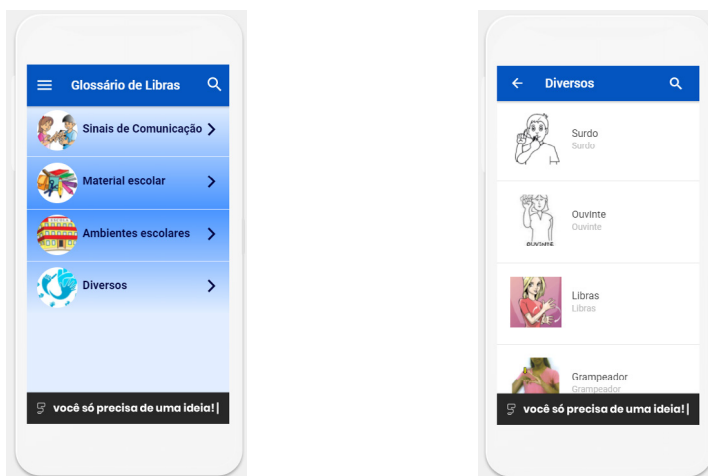 Glossário de Libras
Sinais de Comunicação
Material escolar
Ambientes escolares
Diversos
você só precisa de uma ideia!|
Diversos
Surdo
Surdo
Ouvinte
Ouvinte
OUVINTE
Libras
Libras
Grampeador
Grampeador
você só precisa de uma ideia!|